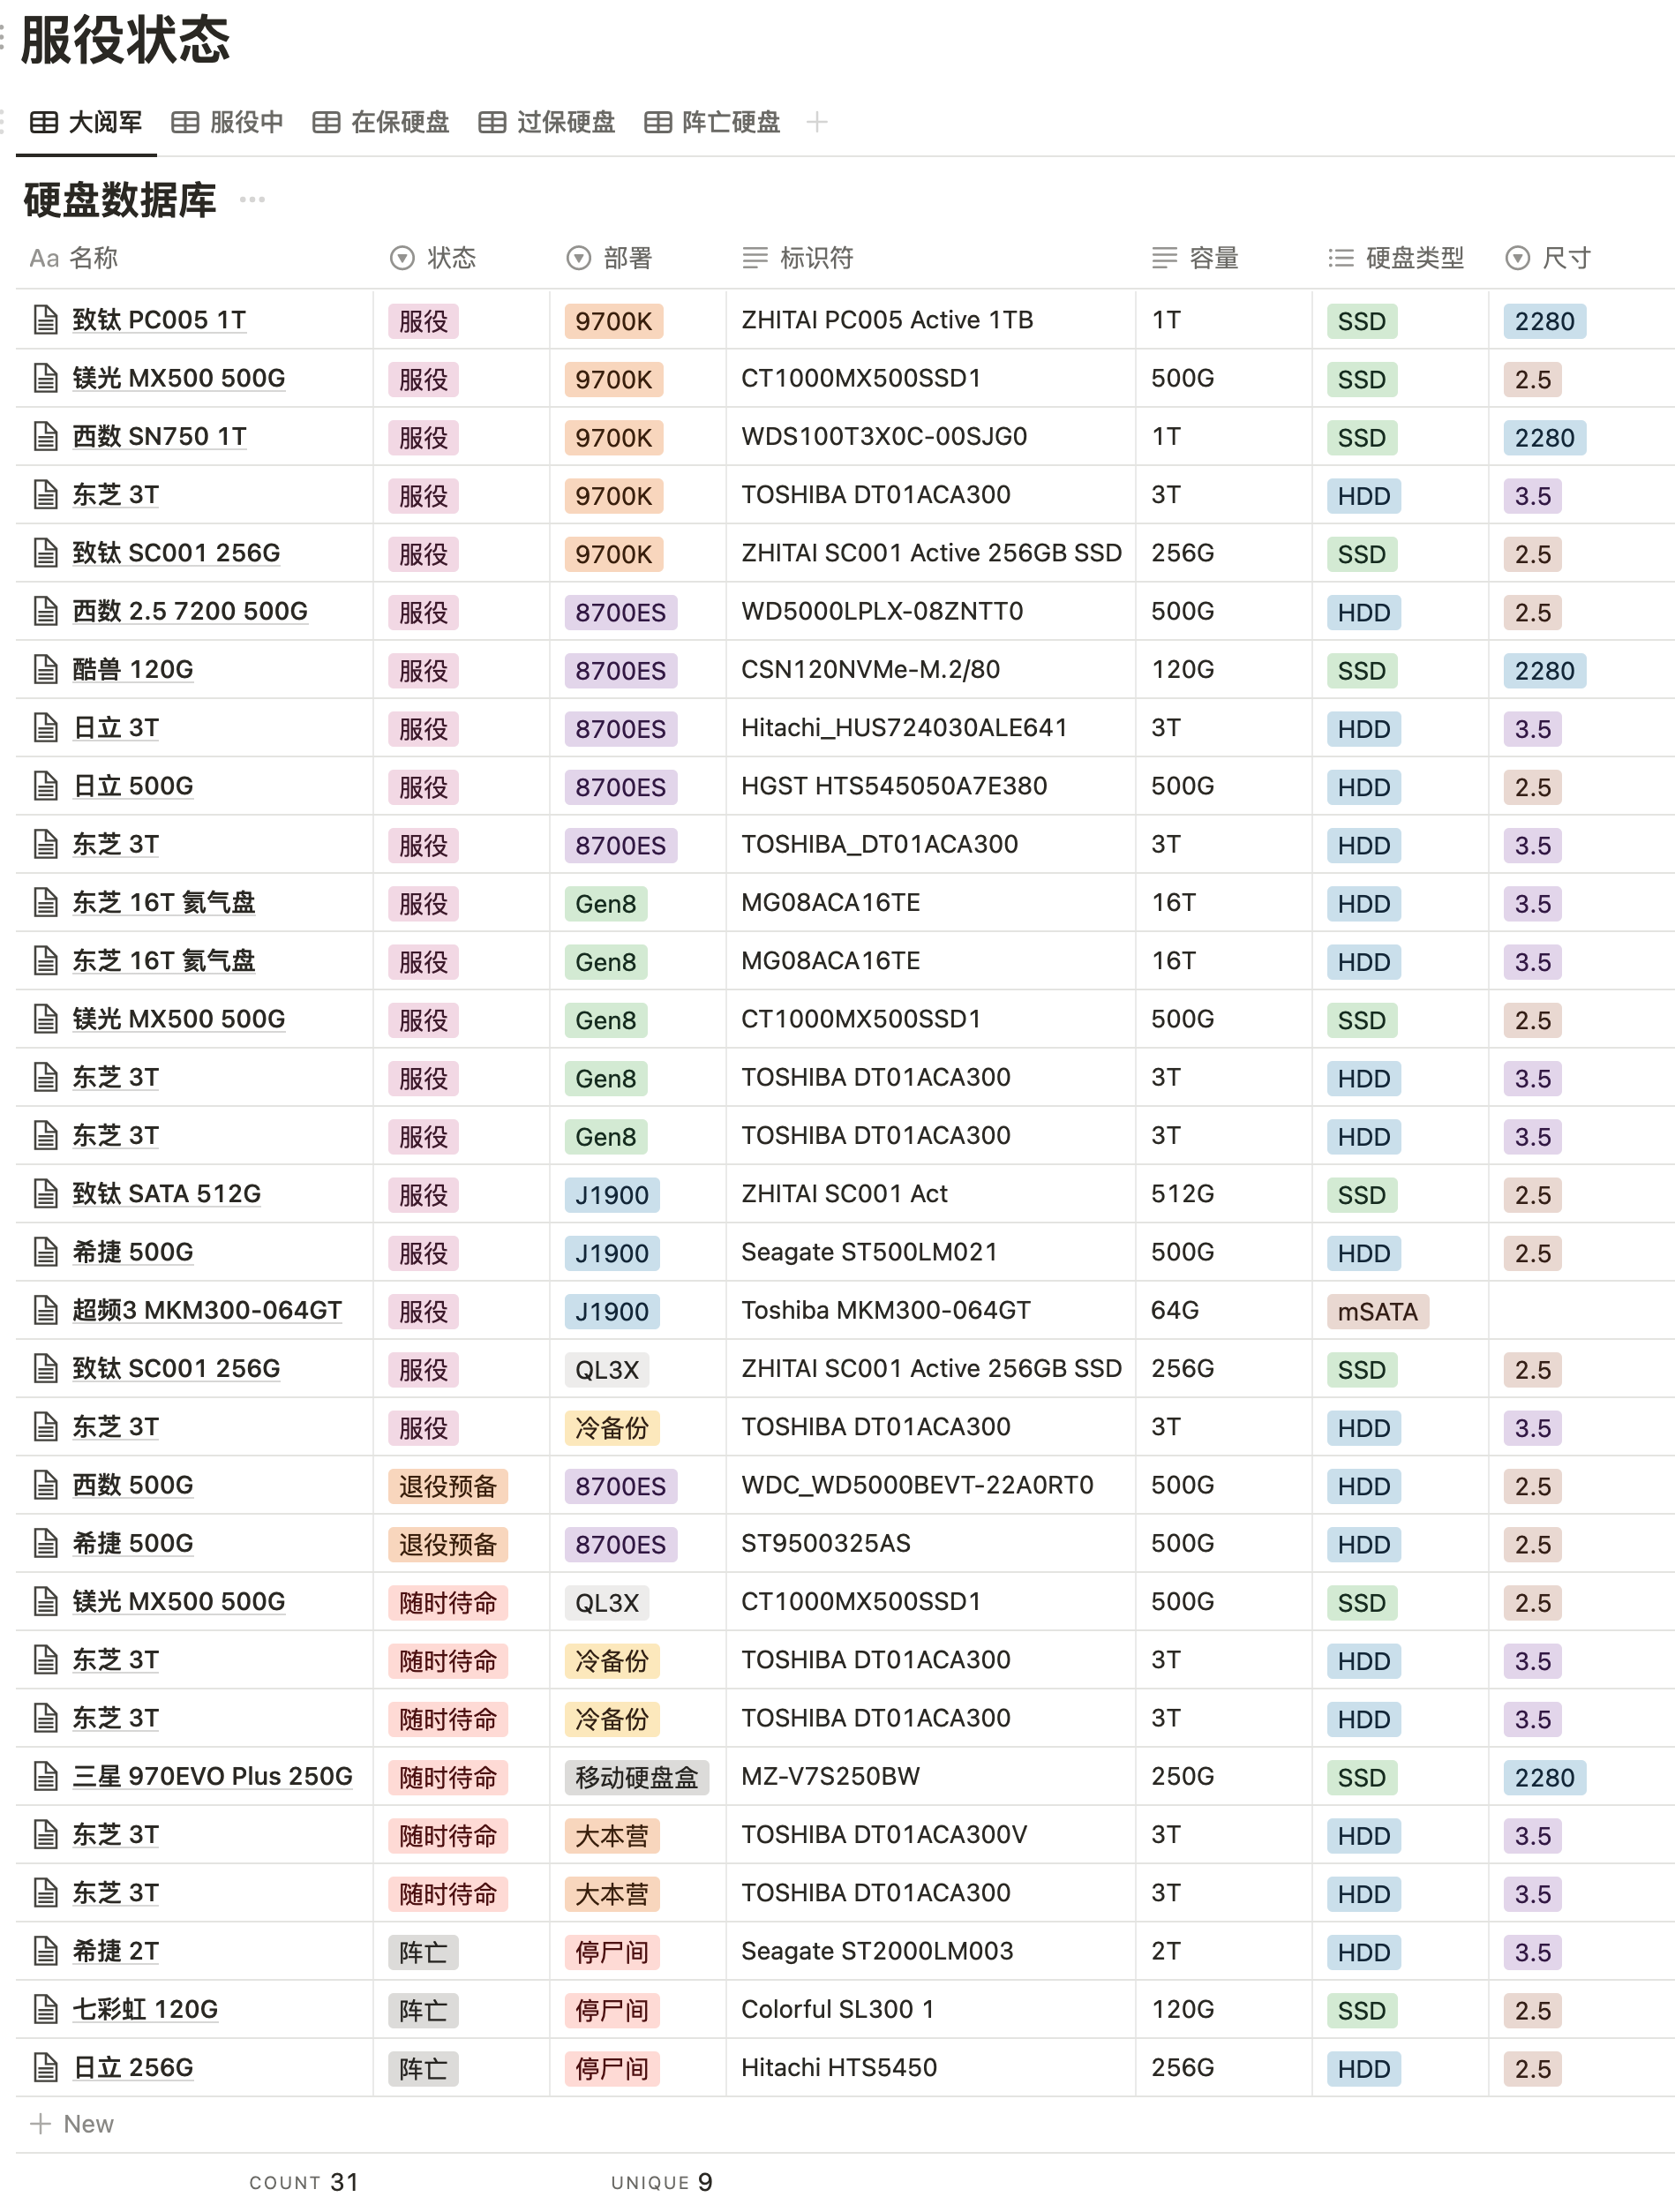 服役状态
大阅军 服役中 在保硬盘 过保硬盘 阵亡硬盘
硬盘数据库 ...
Aa 名称 状态 部署 标识符 容量 硬盘类型 尺寸
致钛 PC005 1T 服役 9700K ZHITAI PC005 Active 1TB 1T SSD 2280
镁光 MX500 500G 服役 9700K CT1000MX500SSD1 500G SSD 2.5
西数 SN750 1T 服役 9700K WDS100T3X0C-00SJG0 1T SSD 2280
东芝 3T 服役 9700K TOSHIBA DT01ACA300 3T HDD 3.5
致钛 SC001 256G 服役 9700K ZHITAI SC001 Active 256GB SSD 256G SSD 2.5
西数 2.5 7200 500G 服役 8700ES WD5000LPLX-08ZNTT0 500G HDD 2.5
酷兽 120G 服役 8700ES CSN120NVMe-M.2/80 120G SSD 2280
日立 3T 服役 8700ES Hitachi_HUS724030ALE641 3T HDD 3.5
日立 500G 服役 8700ES HGST HTS545050A7E380 500G HDD 2.5
东芝 3T 服役 8700ES TOSHIBA_DT01ACA300 3T HDD 3.5
东芝 16T 氦气盘 服役 Gen8 MG08ACA16TE 16T HDD 3.5
东芝 16T 氦气盘 服役 Gen8 MG08ACA16TE 16T HDD 3.5
镁光 MX500 500G 服役 Gen8 CT1000MX500SSD1 500G SSD 2.5
东芝 3T 服役 Gen8 TOSHIBA DT01ACA300 3T HDD 3.5
东芝 3T 服役 Gen8 TOSHIBA DT01ACA300 3T HDD 3.5
致钛 SATA 512G 服役 J1900 ZHITAI SC001 Act 512G SSD 2.5
希捷 500G 服役 J1900 Seagate ST500LM021 500G HDD 2.5
超频3 MKM300-064GT 服役 J1900 Toshiba MKM300-064GT 64G mSATA
致钛 SC001 256G 服役 QL3X ZHITAI SC001 Active 256GB SSD 256G SSD 2.5
东芝 3T 服役 冷备份 TOSHIBA DT01ACA300 3T HDD 3.5
西数 500G 退役预备 8700ES WDC_WD5000BEVT-22A0RT0 500G HDD 2.5
希捷 500G 退役预备 8700ES ST9500325AS 500G HDD 2.5
镁光 MX500 500G 随时待命 QL3X CT1000MX500SSD1 500G SSD 2.5
东芝 3T 随时待命 冷备份 TOSHIBA DT01ACA300 3T HDD 3.5
东芝 3T 随时待命 冷备份 TOSHIBA DT01ACA300 3T HDD 3.5
三星 970EVO Plus 250G 随时待命 移动硬盘盒 MZ-V7S250BW 250G SSD 2280
东芝 3T 随时待命 大本营 TOSHIBA DT01ACA300V 3T HDD 3.5
东芝 3T 随时待命 大本营 TOSHIBA DT01ACA300 3T HDD 3.5
希捷 2T 阵亡 停尸间 Seagate ST2000LM003 2T HDD 3.5
七彩虹 120G 阵亡 停尸间 Colorful SL300 1 120G SSD 2.5
日立 256G 阵亡 停尸间 Hitachi HTS5450 256G HDD 2.5
+ New
COUNT 31 UNIQUE 9